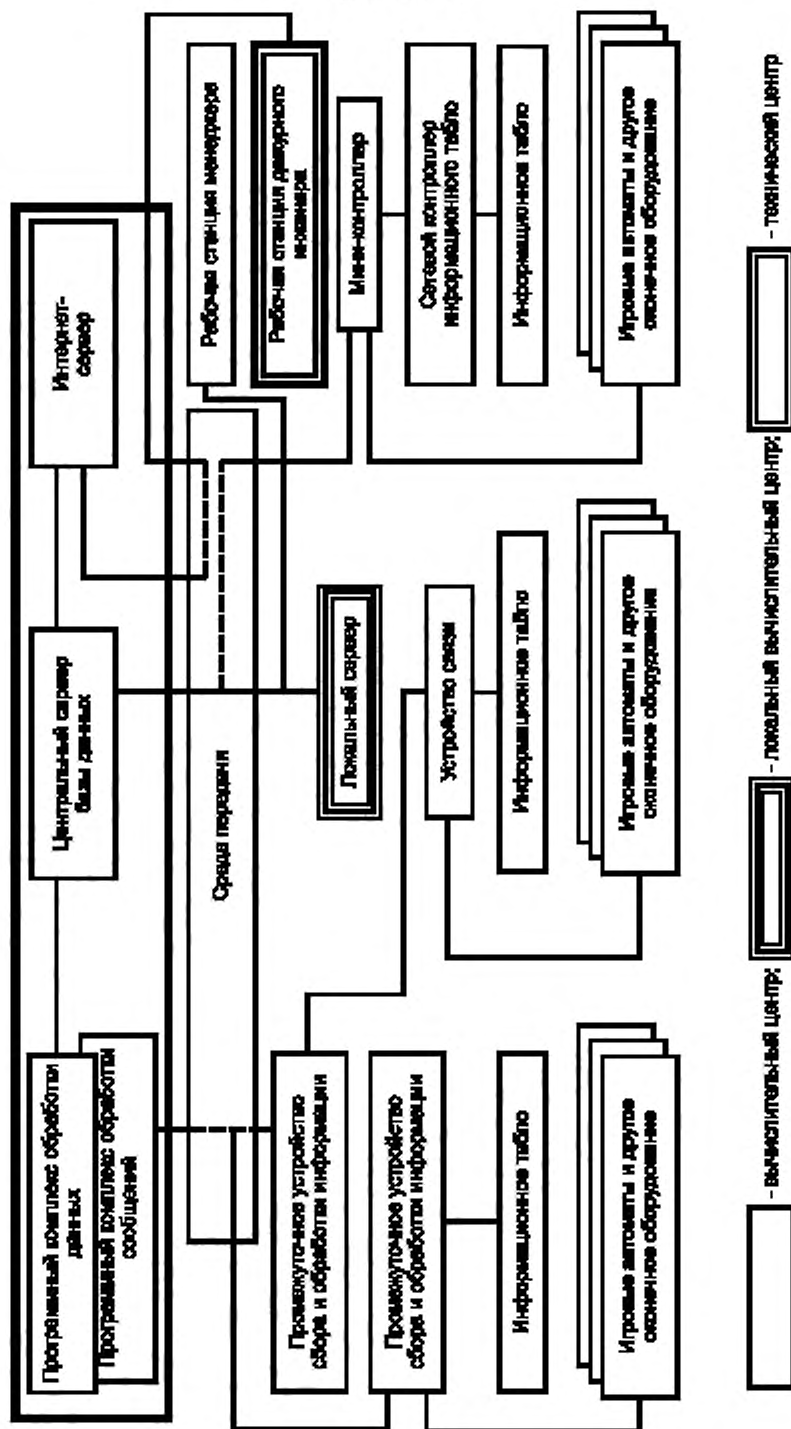 Программный комплекс обработки
данных
Программный комплекс обработки
сообщений
Центральный сервер
базы данных
Интернет-
сервер
Среда передачи
Рабочая станция менеджера
Рабочая станция дежурного
инженера
Промежуточное устройство
сбора и обработки информации
Локальный сервер
Мини-контроллер
Промежуточное устройство
сбора и обработки информации
Устройство связи
Сетевой контроллер
информационного табло
Информационное табло
Информационное табло
Информационное табло
Игровые автоматы и другое
оконечное оборудование
Игровые автоматы и другое
оконечное оборудования
Игровые автоматы и другое
оконечное оборудование
- вычислительный центр;
- локальный вычислительный центр;
- технический центр